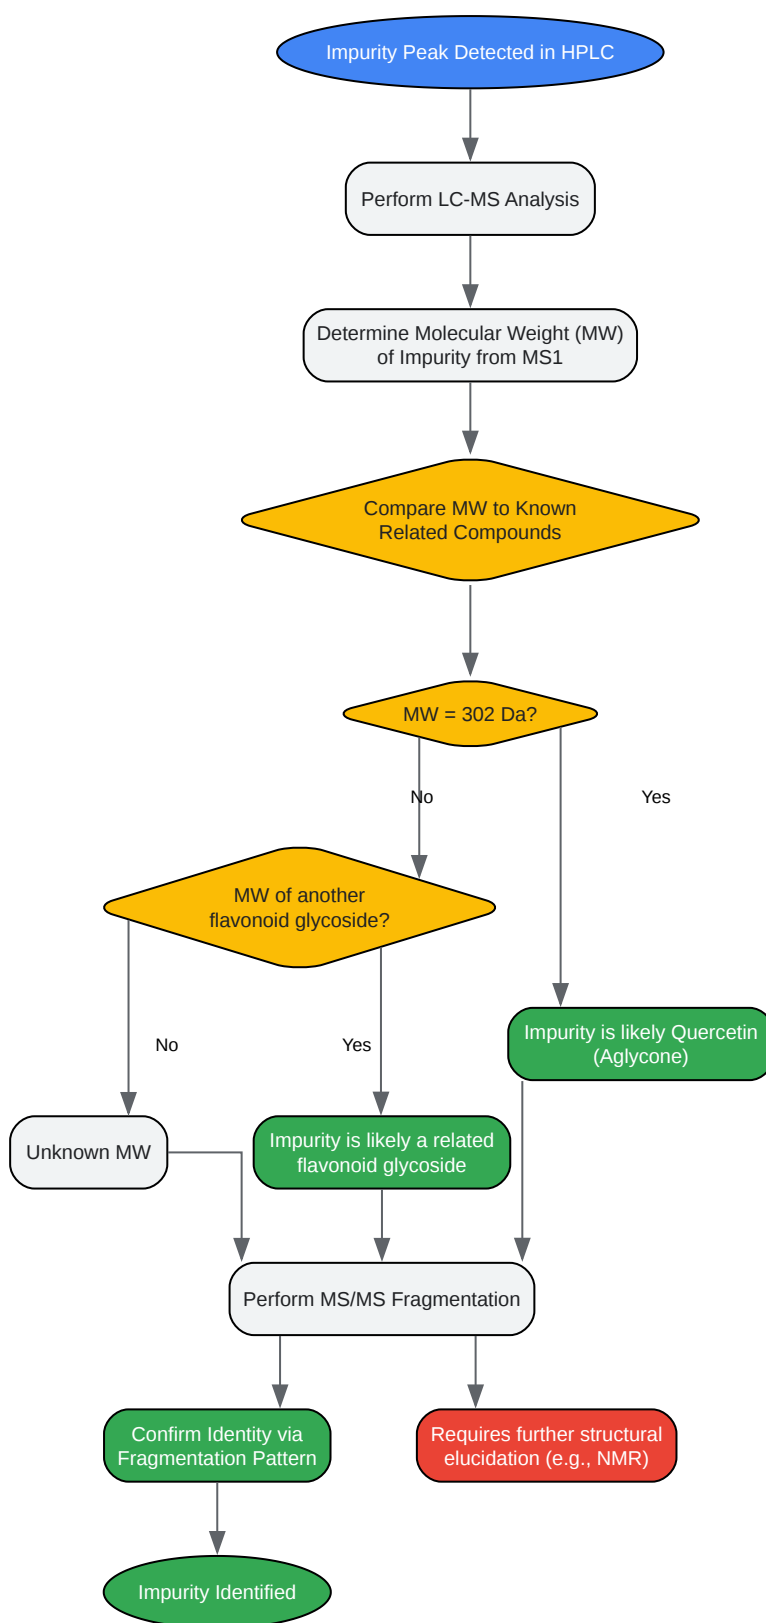 Impurity Peak Detected in HPLC
Perform LC-MS Analysis
Determine Molecular Weight (MW)
of Impurity from MS1
Compare MW to Known
Related Compounds
MW = 302 Da?
No
Yes
MW of another
flavonoid glycoside?
Impurity is likely Quercetin
(Aglycone)
No
Yes
Unknown MW
Impurity is likely a related
flavonoid glycoside
Perform MS/MS Fragmentation
Confirm Identity via
Fragmentation Pattern
Requires further structural
elucidation (e.g., NMR)
Impurity Identified